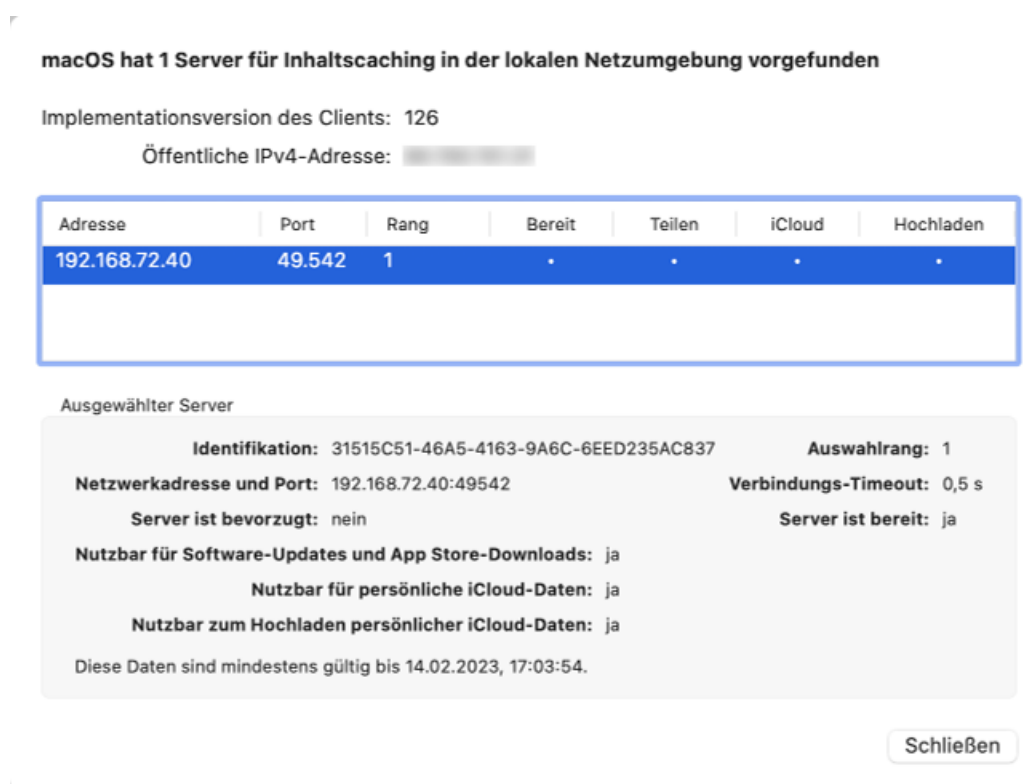 macOS hat 1 Server für Inhaltscaching in der lokalen Netzumgebung vorgefunden
Implementationsversion des Clients: 126
Öffentliche IPv4-Adresse:
Adresse Port Rang Bereit Teilen iCloud Hochladen
192.168.72.40 49.542 1 • • • •
Ausgewählter Server
Identifikation: 31515C51-46A5-4163-9A6C-6EED235AC837 Auswahlrang: 1
Netzwerkadresse und Port: 192.168.72.40:49542 Verbindungs-Timeout: 0,5 s
Server ist bevorzugt: nein Server ist bereit: ja
Nutzbar für Software-Updates und App Store-Downloads: ja
Nutzbar für persönliche iCloud-Daten: ja
Nutzbar zum Hochladen persönlicher iCloud-Daten: ja
Diese Daten sind mindestens gültig bis 14.02.2023, 17:03:54.
Schließen